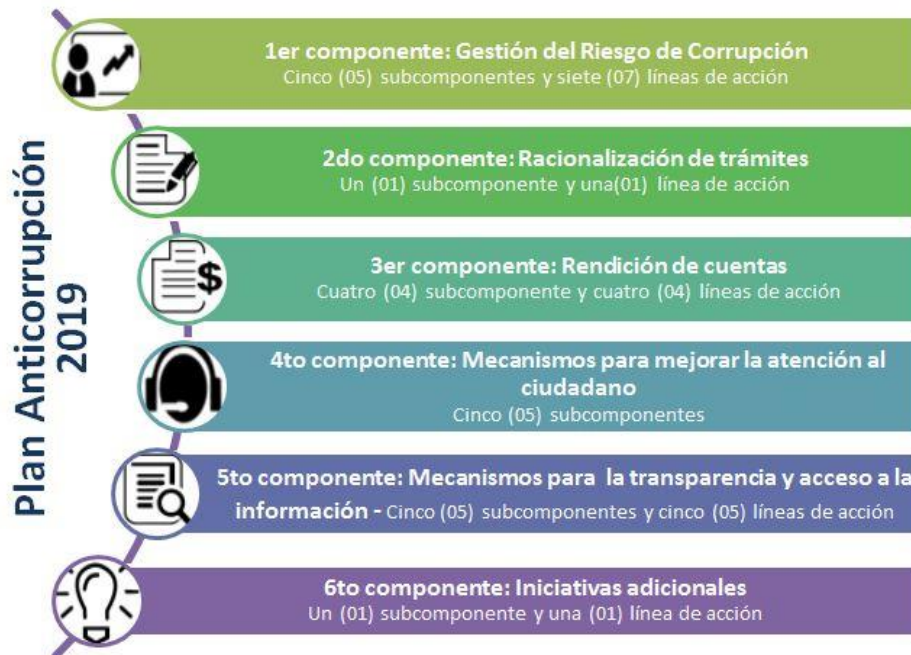 Plan Anticorrupción
2019
1er componente: Gestión del Riesgo de Corrupción
Cinco (05) subcomponentes y siete (07) líneas de acción
2do componente: Racionalización de trámites
Un (01) subcomponente y una(01) línea de acción
3er componente: Rendición de cuentas
Cuatro (04) subcomponente y cuatro (04) líneas de acción
4to componente: Mecanismos para mejorar la atención al
ciudadano
Cinco (05) subcomponentes
5to componente: Mecanismos para la transparencia y acceso a la
información - Cinco (05) subcomponentes y cinco (05) líneas de acción
6to componente: Iniciativas adicionales
Un (01) subcomponente y una (01) línea de acción